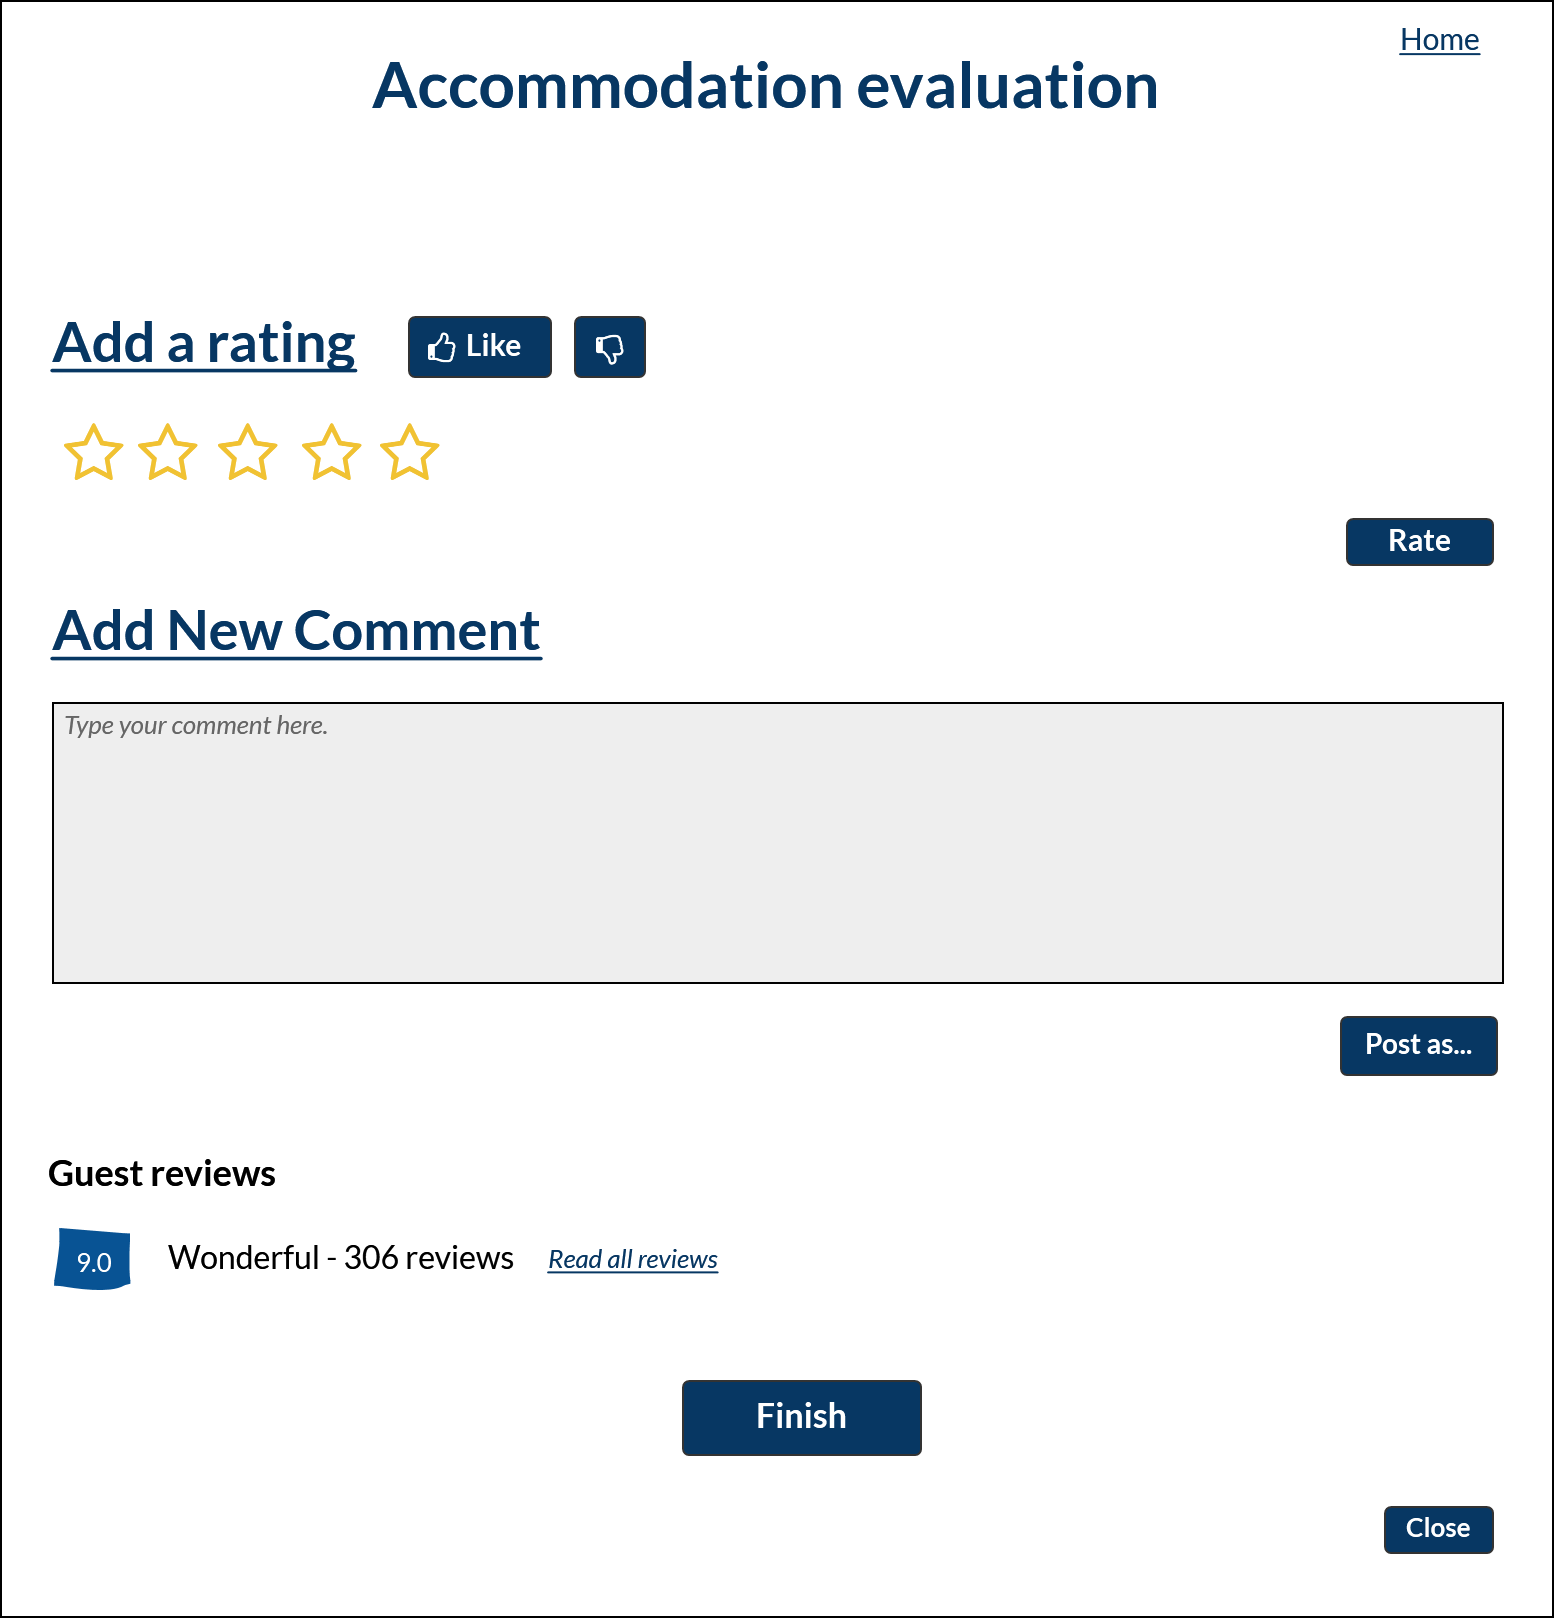 Home
Accommodation evaluation
Add a rating
Like
Rate
Add New Comment
Type your comment here.
Post as...
Guest reviews
9.0
Wonderful - 306 reviews
Read all reviews
Finish
Close